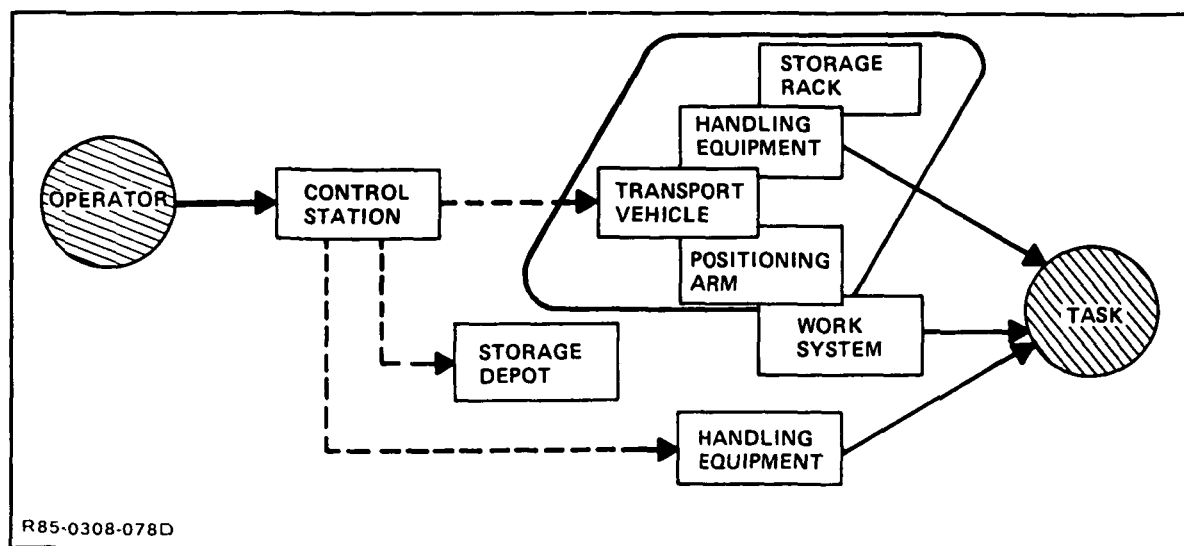 STORAGE
RACK
HANDLING
EQUIPMENT
OPERATOR
CONTROL
STATION
TRANSPORT
VEHICLE
POSITIONING
ARM
WORK
SYSTEM
TASK
STORAGE
DEPOT
HANDLING
EQUIPMENT
R85-0308-078D